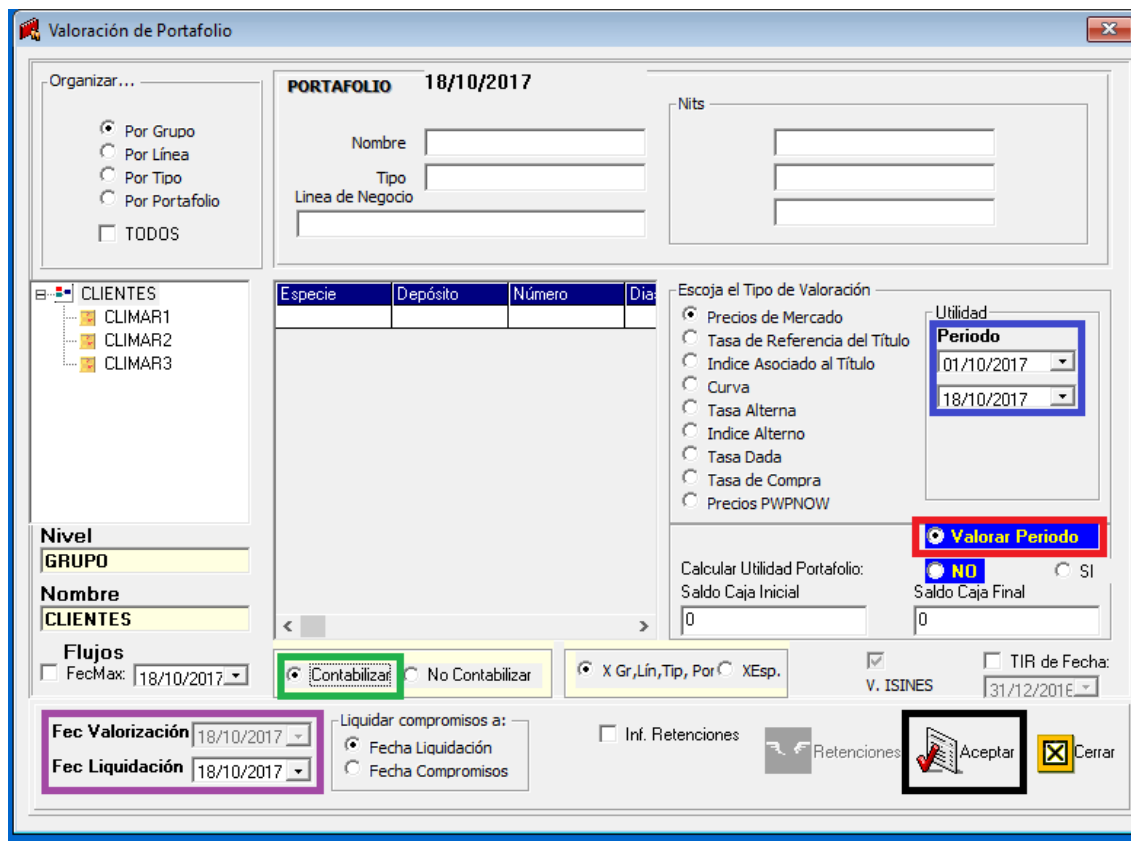 Valoración de Portafolio
Organizar...
Por Grupo
Por Línea
Por Tipo
Por Portafolio
TODOS
PORTAFOLIO 18/10/2017
Nombre
Tipo
Linea de Negocio
Nits
CLIENTES
CLIMAR1
CLIMAR2
CLIMAR3
Especie Depósito Número Dias
Escoja el Tipo de Valoración
Precios de Mercado
Tasa de Referencia del Título
Indice Asociado al Título
Curva
Tasa Alterna
Indice Alterno
Tasa Dada
Tasa de Compra
Precios PWPNOW
Utilidad
Periodo
01/10/2017
18/10/2017
Valorar Periodo
Calcular Utilidad Portafolio: NO SI
Saldo Caja Inicial Saldo Caja Final
0 0
Nivel
GRUPO
Nombre
CLIENTES
Flujos
FecMax: 18/10/2017
Contabilizar No Contabilizar
X Gr,Lín,Tip, Por XEsp.
V. ISINES
TIR de Fecha:
31/12/2016
Fec Valorización 18/10/2017
Fec Liquidación 18/10/2017
Liquidar compromisos a:
Fecha Liquidación
Fecha Compromisos
Inf. Retenciones
Retenciones
Aceptar
Cerrar